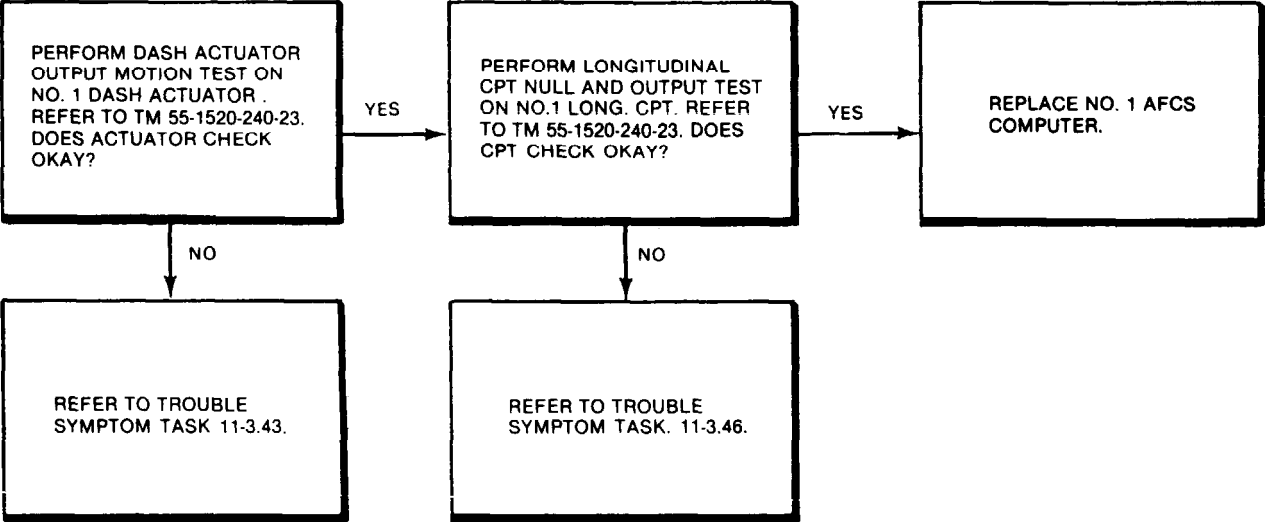 PERFORM DASH ACTUATOR
OUTPUT MOTION TEST ON
NO. 1 DASH ACTUATOR .
REFER TO TM 55-1520-240-23.
DOES ACTUATOR CHECK
OKAY?
YES
PERFORM LONGITUDINAL
CPT NULL AND OUTPUT TEST
ON NO.1 LONG. CPT. REFER
TO TM 55-1520-240-23. DOES
CPT CHECK OKAY?
YES
REPLACE NO. 1 AFCS
COMPUTER.
NO
NO
REFER TO TROUBLE
SYMPTOM TASK 11-3.43.
REFER TO TROUBLE
SYMPTOM TASK. 11-3.46.